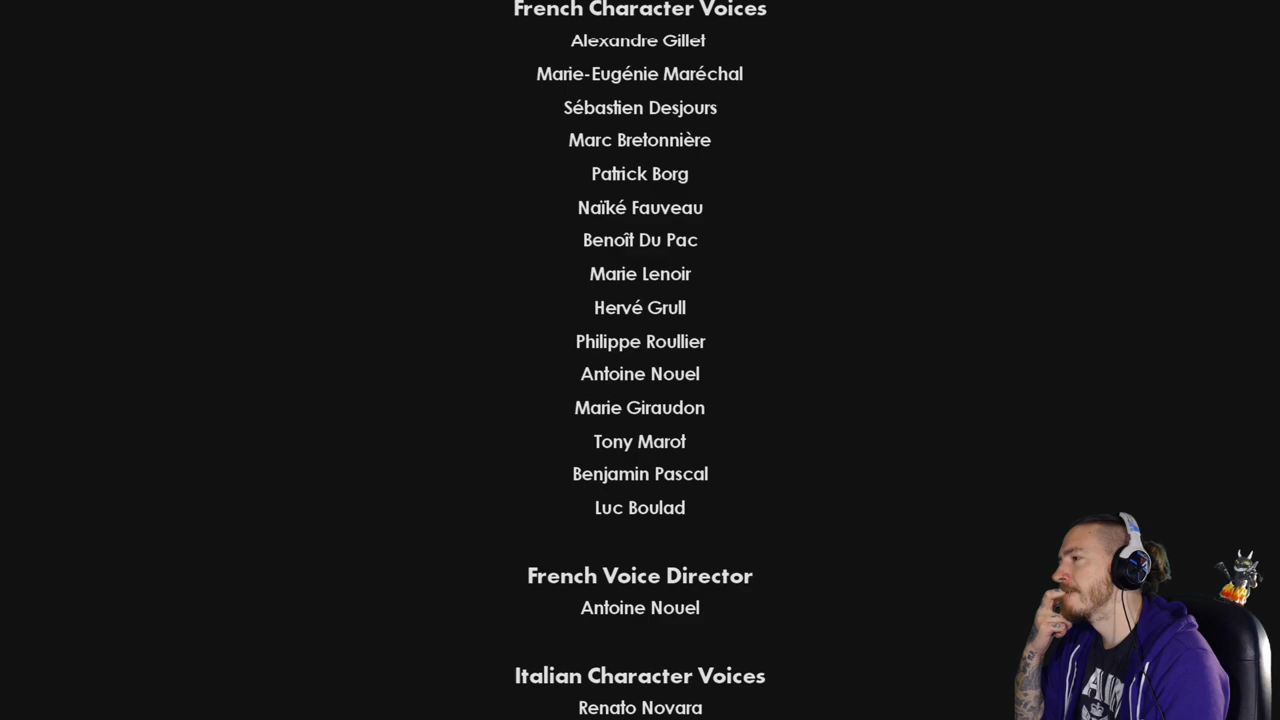 French Character Voices
Alexandre Gillet
Marie-Eugénie Maréchal
Sébastien Desjours
Marc Bretonnière
Patrick Borg
Naïké Fauveau
Benoît Du Pac
Marie Lenoir
Hervé Grull
Philippe Roullier
Antoine Nouel
Marie Giraudon
Tony Marot
Benjamin Pascal
Luc Boulad
French Voice Director
Antoine Nouel
Italian Character Voices
Renato Novara